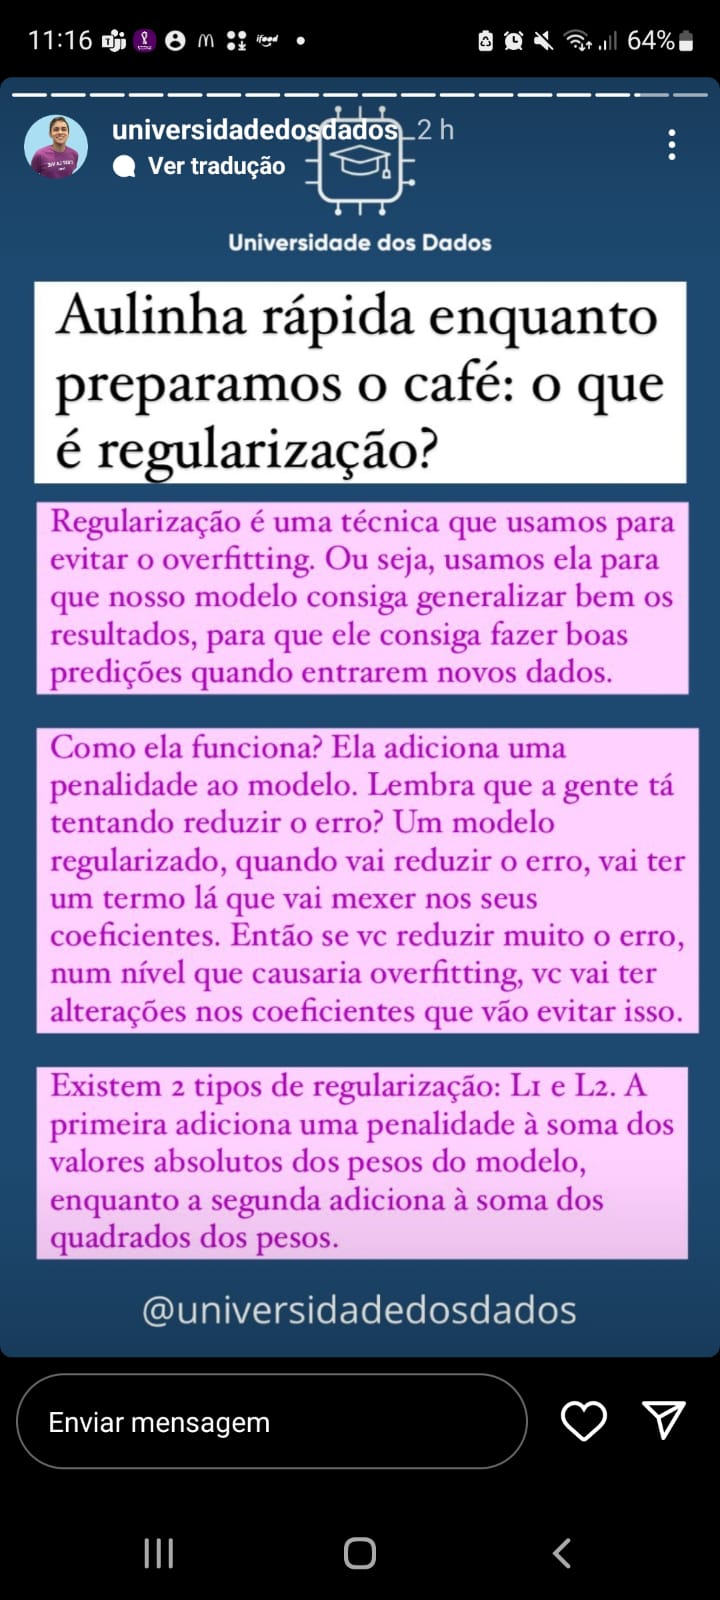 11:16
ifood
64%
universidadedosdados 2 h
Ver tradução
Universidade dos Dados
Aulinha rápida enquanto
preparamos o café: o que
é regularização?
Regularização é uma técnica que usamos para
evitar o overfitting. Ou seja, usamos ela para
que nosso modelo consiga generalizar bem os
resultados, para que ele consiga fazer boas
predições quando entrarem novos dados.
Como ela funciona? Ela adiciona uma
penalidade ao modelo. Lembra que a gente tá
tentando reduzir o erro? Um modelo
regularizado, quando vai reduzir o erro, vai ter
um termo lá que vai mexer nos seus
coeficientes. Então se vc reduzir muito o erro,
num nível que causaria overfitting, vc vai ter
alterações nos coeficientes que vão evitar isso.
Existem 2 tipos de regularização: L1 e L2. A
primeira adiciona uma penalidade à soma dos
valores absolutos dos pesos do modelo,
enquanto a segunda adiciona à soma dos
quadrados dos pesos.
@universidadedosdados
Enviar mensagem